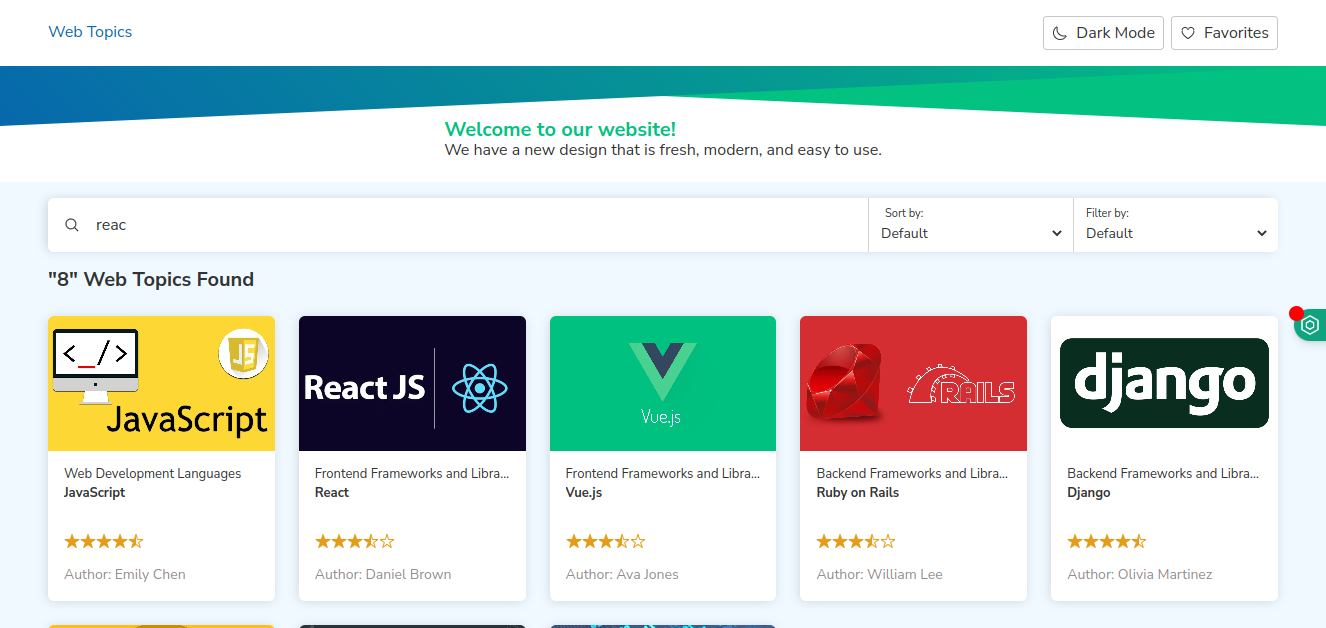 Web Topics
Dark Mode
Favorites
Welcome to our website!
We have a new design that is fresh, modern, and easy to use.
reac
Sort by:
Default
Filter by:
Default
"8" Web Topics Found
< _ / >
JS
JavaScript
Web Development Languages
JavaScript
Author: Emily Chen
React JS
Frontend Frameworks and Libra...
React
Author: Daniel Brown
Vue.js
Frontend Frameworks and Libra...
Vue.js
Author: Ava Jones
RAILS
Backend Frameworks and Libra...
Ruby on Rails
Author: William Lee
django
Backend Frameworks and Libra...
Django
Author: Olivia Martinez